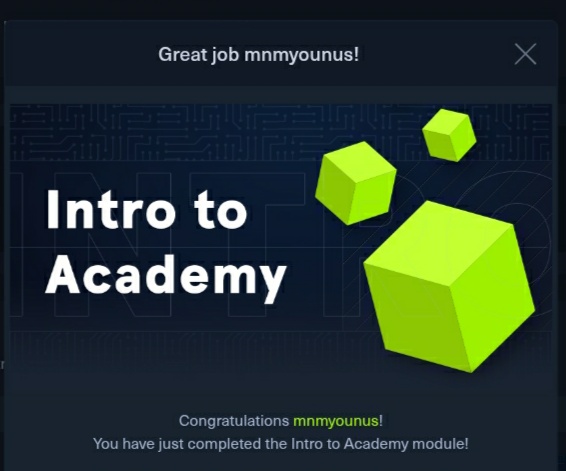 Great job mnmyounus!
Intro to
Academy
Congratulations mnmyounus!
You have just completed the Intro to Academy module!